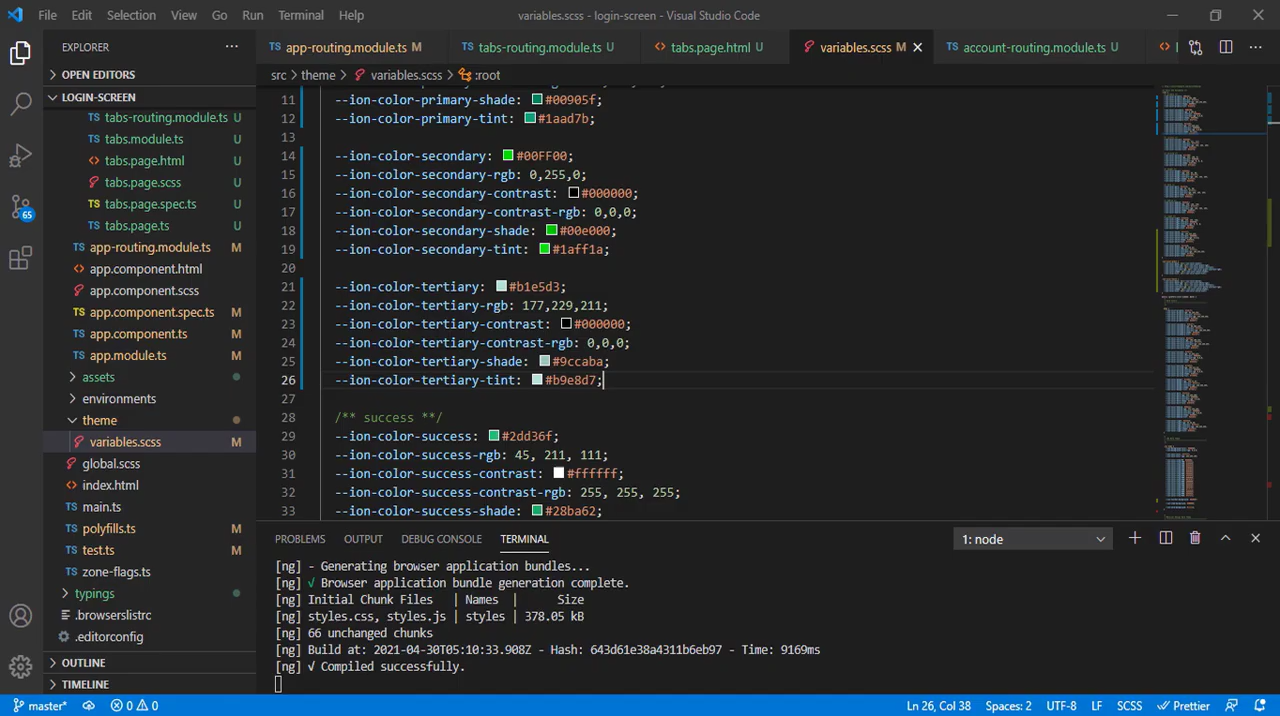 File Edit Selection View Go Run Terminal Help variables.scss - login-screen - Visual Studio Code
EXPLORER
app-routing.module.ts M tabs-routing.module.ts U tabs.page.html U variables.scss M account-routing.module.ts U
OPEN EDITORS
src > theme > variables.scss > :root
LOGIN-SCREEN
tabs-routing.module.ts U
tabs.module.ts U
tabs.page.html U
tabs.page.scss U
tabs.page.spec.ts U
tabs.page.ts U
app-routing.module.ts M
app.component.html
app.component.scss
app.component.spec.ts M
app.component.ts M
app.module.ts M
assets
environments
theme
variables.scss M
global.scss
index.html
main.ts
polyfills.ts M
test.ts M
zone-flags.ts
typings
.browserslistrc
.editorconfig
OUTLINE
TIMELINE
65
11 --ion-color-primary-shade: #00905f;
12 --ion-color-primary-tint: #1aad7b;
13
14 --ion-color-secondary: #00FF00;
15 --ion-color-secondary-rgb: 0,255,0;
16 --ion-color-secondary-contrast: #000000;
17 --ion-color-secondary-contrast-rgb: 0,0,0;
18 --ion-color-secondary-shade: #00e000;
19 --ion-color-secondary-tint: #1aff1a;
20
21 --ion-color-tertiary: #b1e5d3;
22 --ion-color-tertiary-rgb: 177,229,211;
23 --ion-color-tertiary-contrast: #000000;
24 --ion-color-tertiary-contrast-rgb: 0,0,0;
25 --ion-color-tertiary-shade: #9ccaba;
26 --ion-color-tertiary-tint: #b9e8d7;
27
28 /** success **/
29 --ion-color-success: #2dd36f;
30 --ion-color-success-rgb: 45, 211, 111;
31 --ion-color-success-contrast: #ffffff;
32 --ion-color-success-contrast-rgb: 255, 255, 255;
33 --ion-color-success-shade: #28ba62;
PROBLEMS OUTPUT DEBUG CONSOLE TERMINAL 1: node
[ng] - Generating browser application bundles...
[ng] √ Browser application bundle generation complete.
[ng] Initial Chunk Files | Names | Size
[ng] styles.css, styles.js | styles | 378.05 kB
[ng] 66 unchanged chunks
[ng] Build at: 2021-04-30T05:10:33.908Z - Hash: 643d61e38a4311b6eb97 - Time: 9169ms
[ng] √ Compiled successfully.
master* 0 0 Ln 26, Col 38 Spaces: 2 UTF-8 LF SCSS Prettier